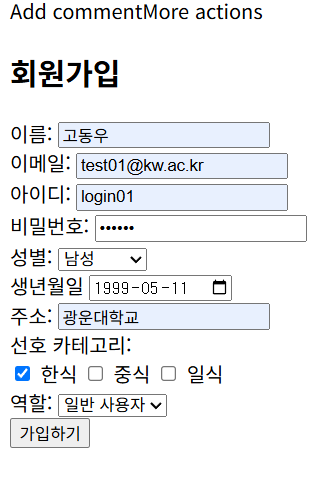 Add commentMore actions
회원가입
이름: 고동우
이메일: test01@kw.ac.kr
아이디: login01
비밀번호: ••••••
성별: 남성
생년월일 1999-05-11
주소: 광운대학교
선호 카테고리:
한식 중식 일식
역할: 일반 사용자
가입하기